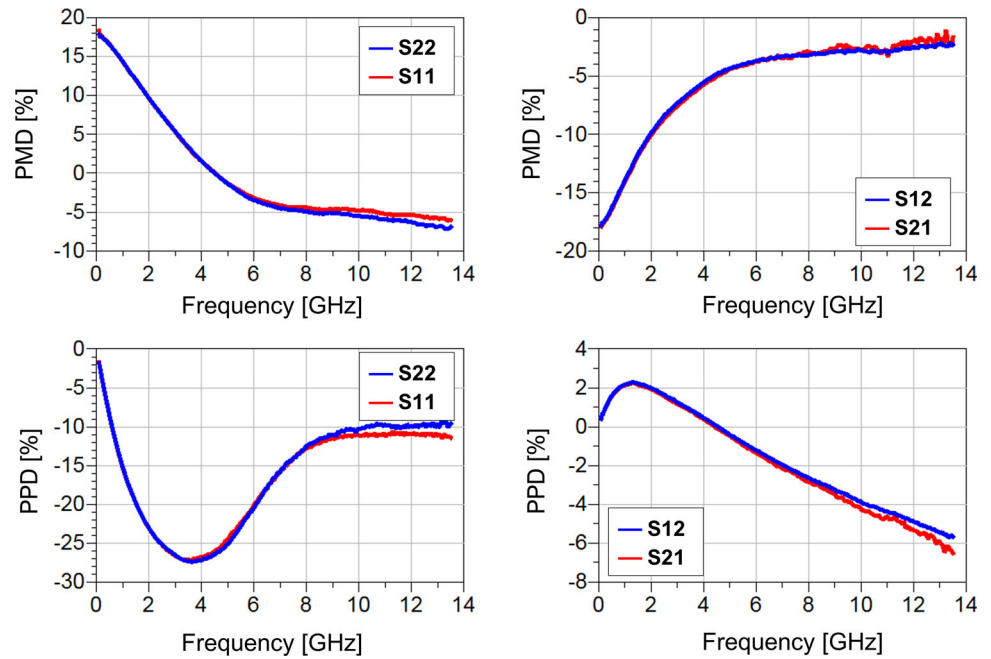 20
15
10
5
0
-5
-10
PMD [%]
S22
S11
0 2 4 6 8 10 12 14
Frequency [GHz]
0
-5
-10
-15
-20
PMD [%]
S12
S21
0 2 4 6 8 10 12 14
Frequency [GHz]
0
-5
-10
-15
-20
-25
-30
PPD [%]
S22
S11
0 2 4 6 8 10 12 14
Frequency [GHz]
4
2
0
-2
-4
-6
-8
PPD [%]
S12
S21
0 2 4 6 8 10 12 14
Frequency [GHz]